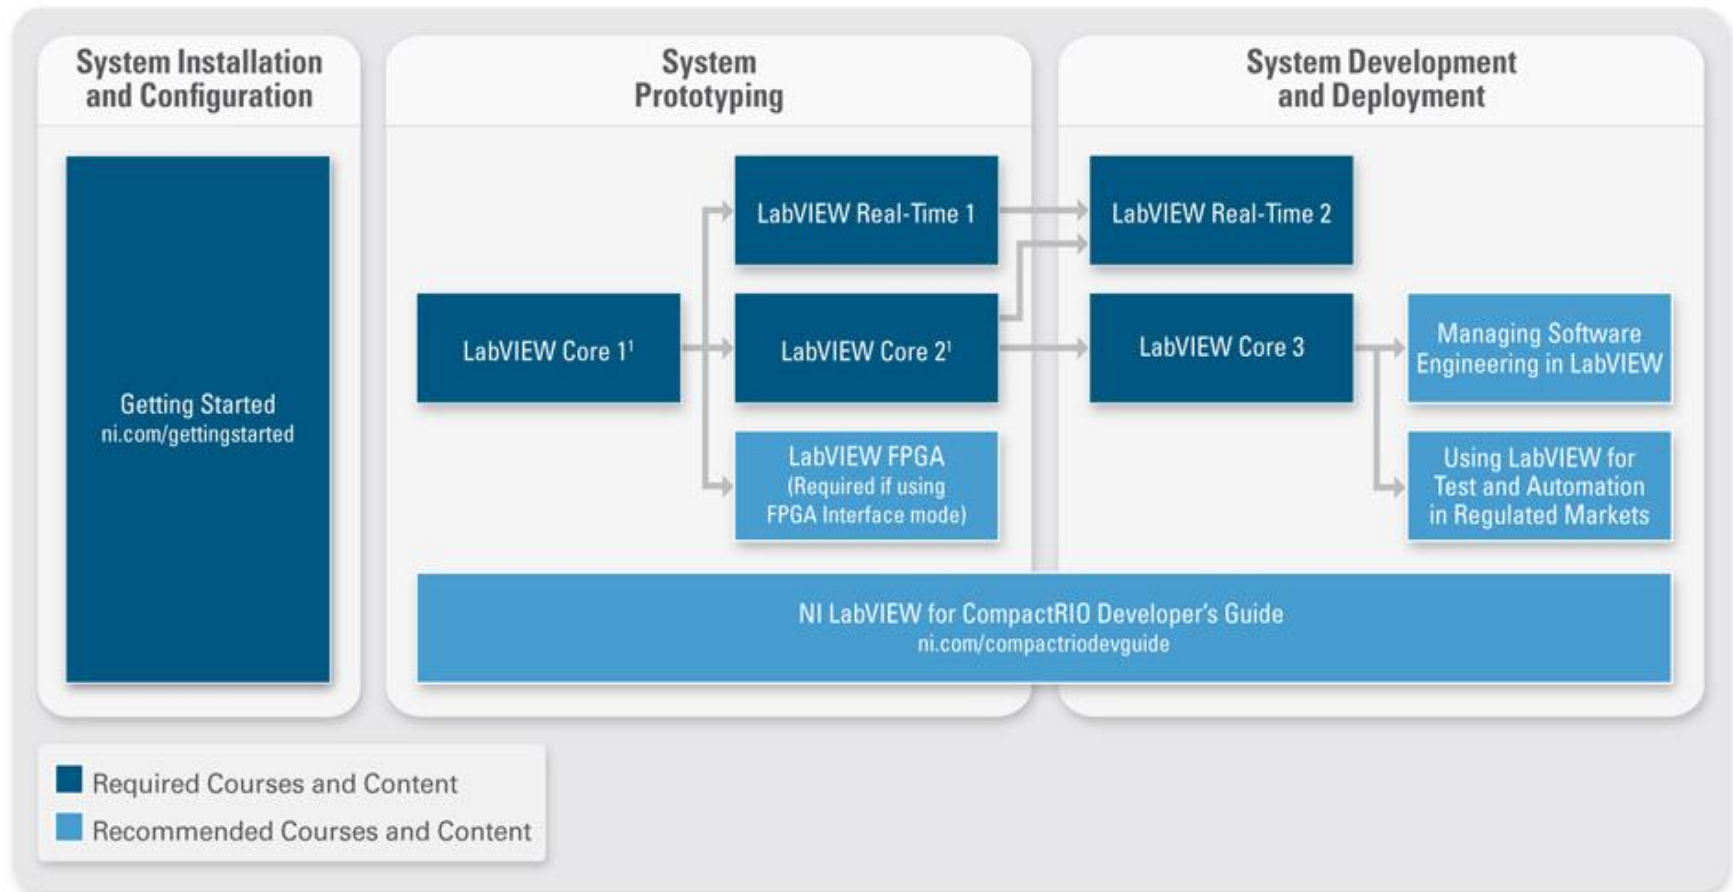 System Installation
and Configuration
Getting Started
ni.com/gettingstarted
System
Prototyping
LabVIEW Core 1¹
LabVIEW Real-Time 1
LabVIEW Core 2¹
LabVIEW FPGA
(Required if using
FPGA Interface mode)
System Development
and Deployment
LabVIEW Real-Time 2
LabVIEW Core 3
Managing Software
Engineering in LabVIEW
Using LabVIEW for
Test and Automation
in Regulated Markets
NI LabVIEW for CompactRIO Developer's Guide
ni.com/compactriodevguide
Required Courses and Content
Recommended Courses and Content